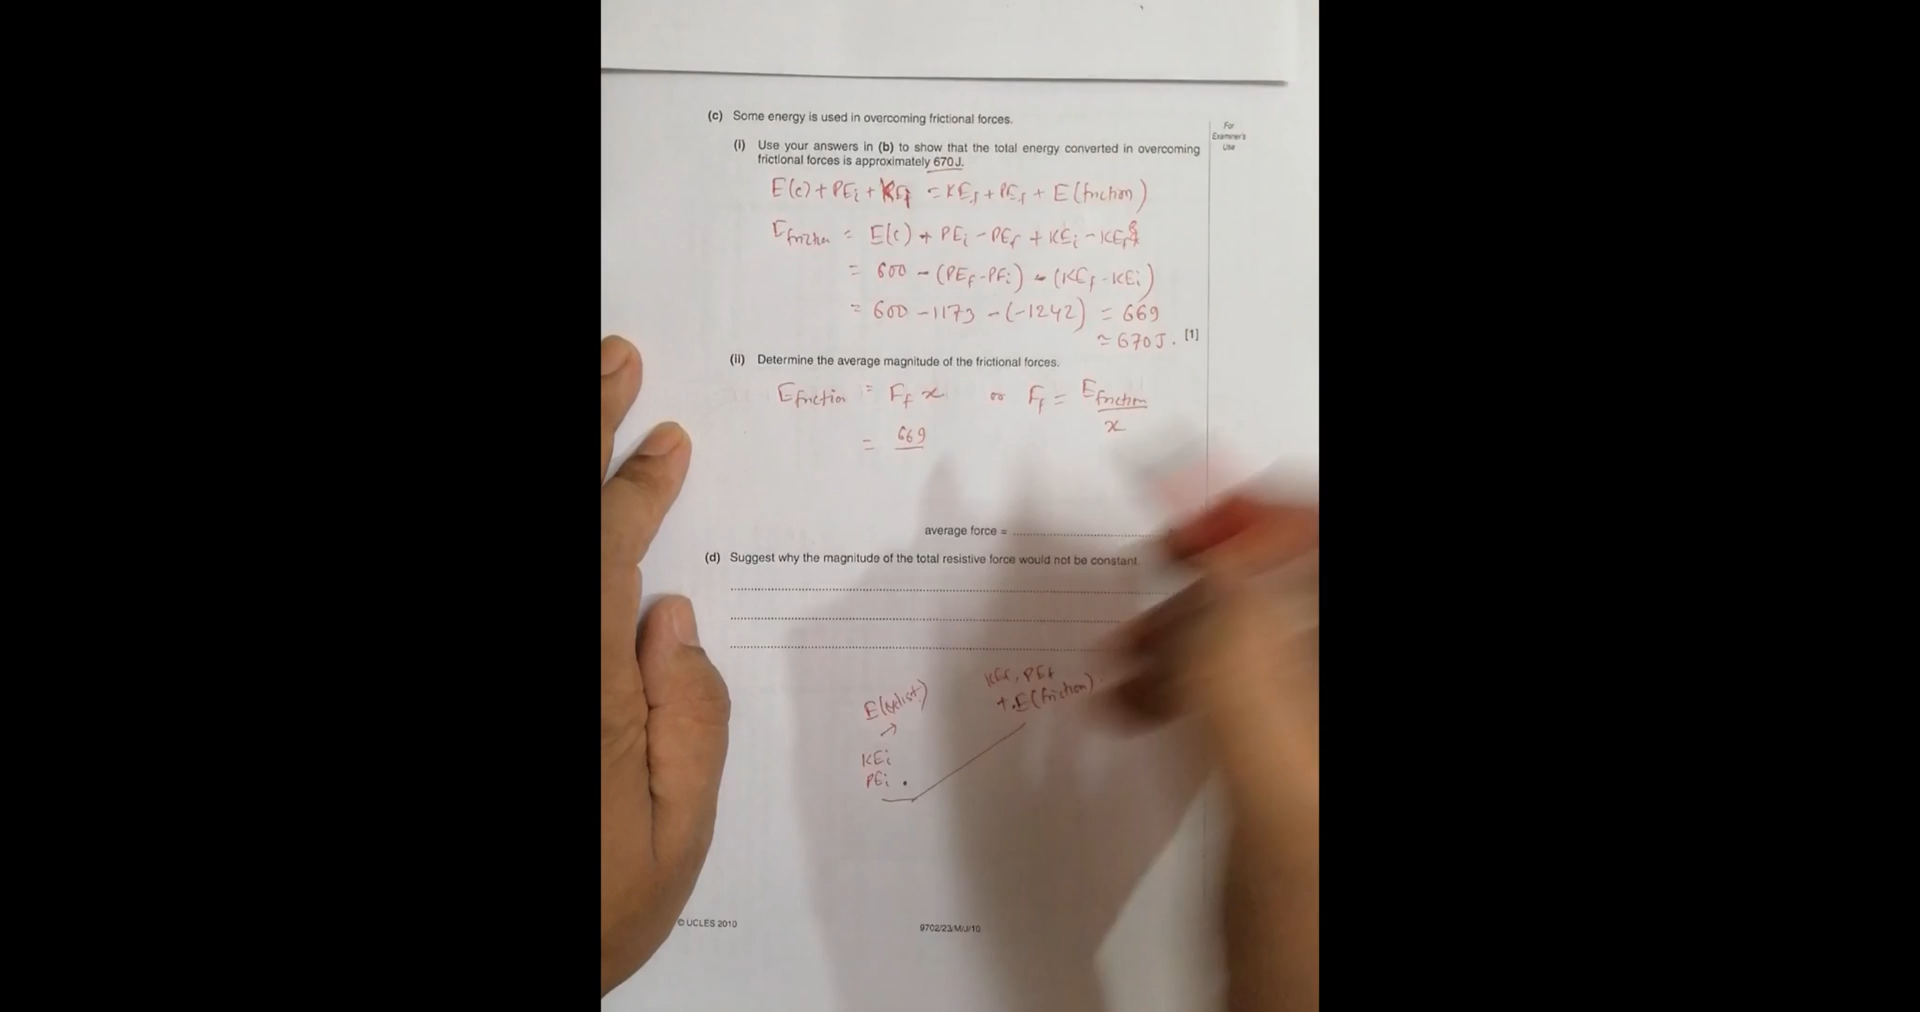 For
Examiner's
Use
(c) Some energy is used in overcoming frictional forces.
(i) Use your answers in (b) to show that the total energy converted in overcoming
frictional forces is approximately 670 J.
E(c) + PEi + = KEf + PEf + E(friction)
Efriction = E(c) + PEi - PEf + KEi - KEf
= 600 - (PEf - PEi) - (KEf - KEi)
= 600 - 1173 - (-1242) = 669
≃ 670 J. [1]
(ii) Determine the average magnitude of the frictional forces.
Efriction = Ff x or Ff = Efriction
x
= 669
average force =
(d) Suggest why the magnitude of the total resistive force would not be constant
KEf, PEf
E(cyclist) + E(friction)
KEi
PEi
© UCLES 2010
9702/23/M/J/10